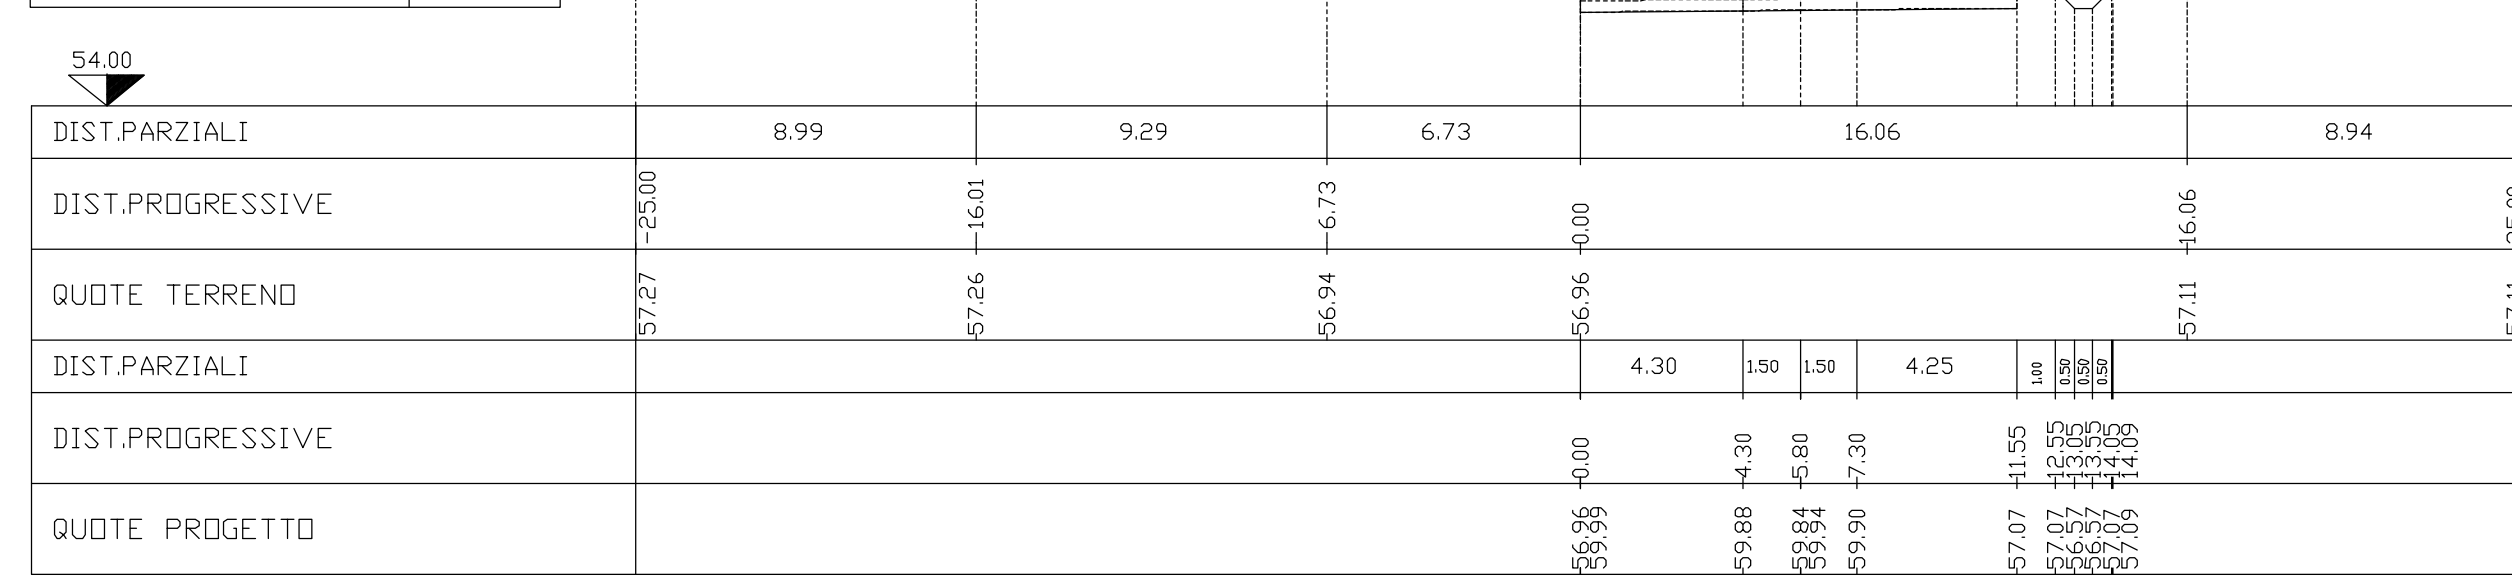 54.00
DIST.PARZIALI 8.99 9.29 6.73 16.06 8.94
DIST.PROGRESSIVE -25.00 -16.01 -6.73 0.00 16.06
QUOTE TERRENO 57.27 57.26 56.94 56.96 57.11
DIST.PARZIALI 4.30 1.50 1.50 4.25 1.00 0.50 0.50 0.50
DIST.PROGRESSIVE 0.00 4.30 5.80 7.30 11.55 12.55 13.05 13.55 14.05 14.09
QUOTE PROGETTO 56.96 59.99 59.88 59.84 59.94 59.90 57.07 57.07 56.57 56.57 57.07 57.09